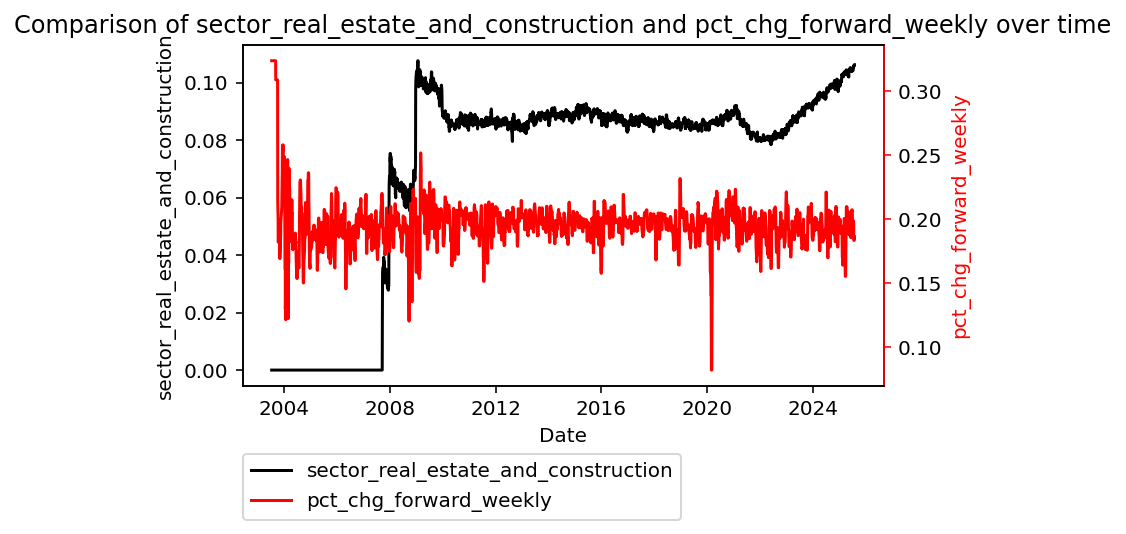 Comparison of sector_real_estate_and_construction and pct_chg_forward_weekly over time
sector_real_estate_and_construction
0.10
0.08
0.06
0.04
0.02
0.00
0.30
0.25
0.20
0.15
0.10
pct_chg_forward_weekly
2004 2008 2012 2016 2020 2024
Date
sector_real_estate_and_construction
pct_chg_forward_weekly